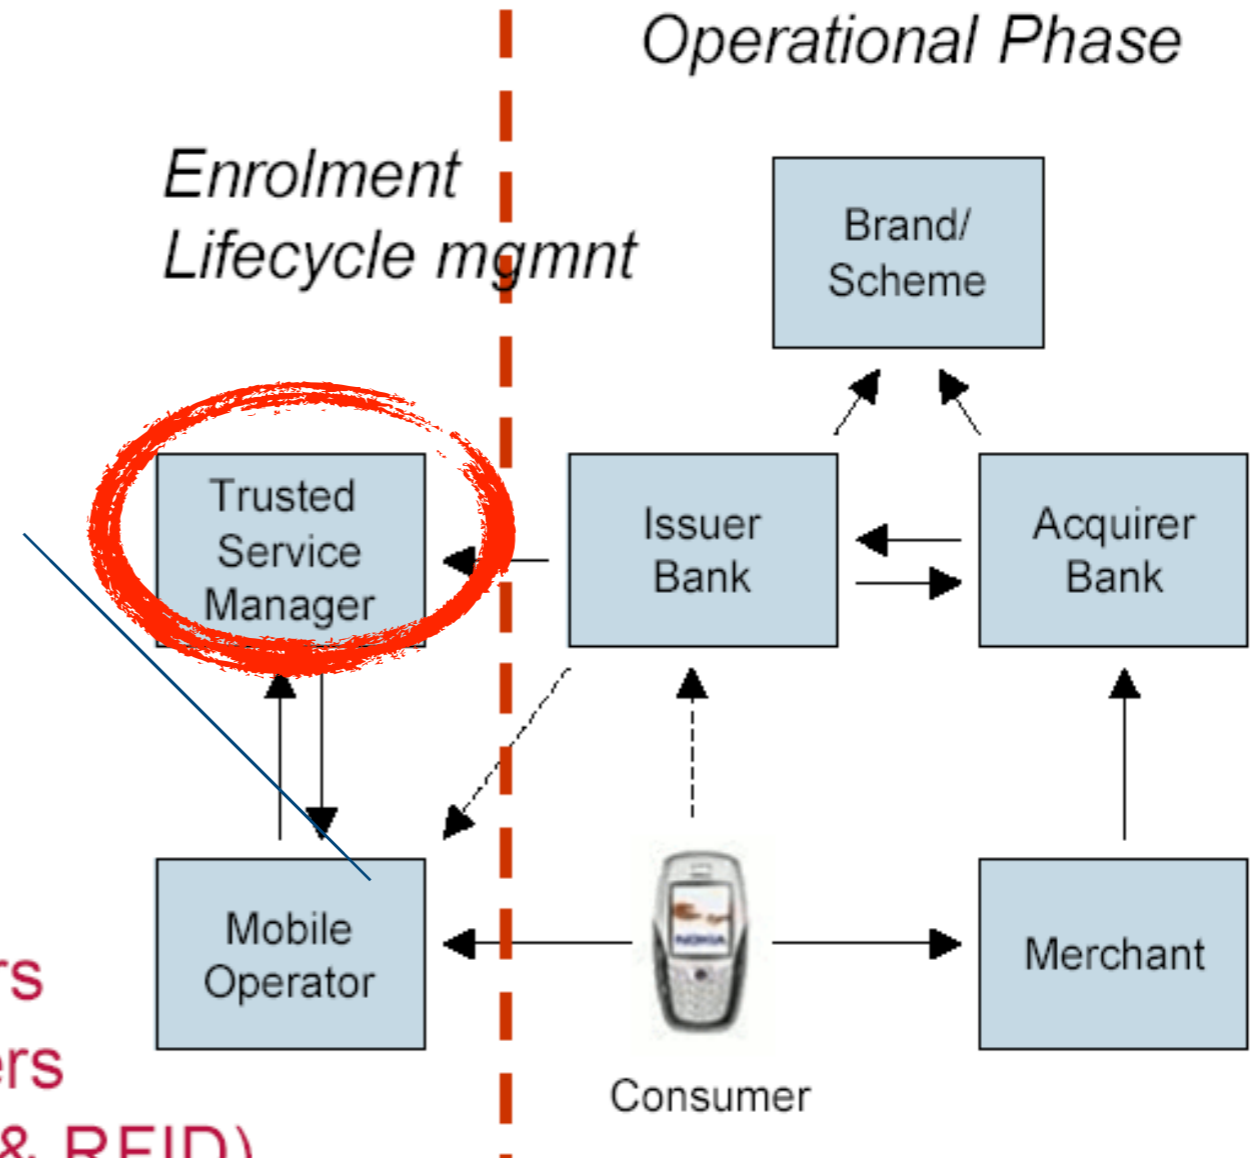 Operational Phase
Enrolment
Lifecycle mgmnt
Brand/
Scheme
Trusted
Service
Manager
Issuer
Bank
Acquirer
Bank
Mobile
Operator
NOKIA
Merchant
Consumer
rs
ers
& RFID)